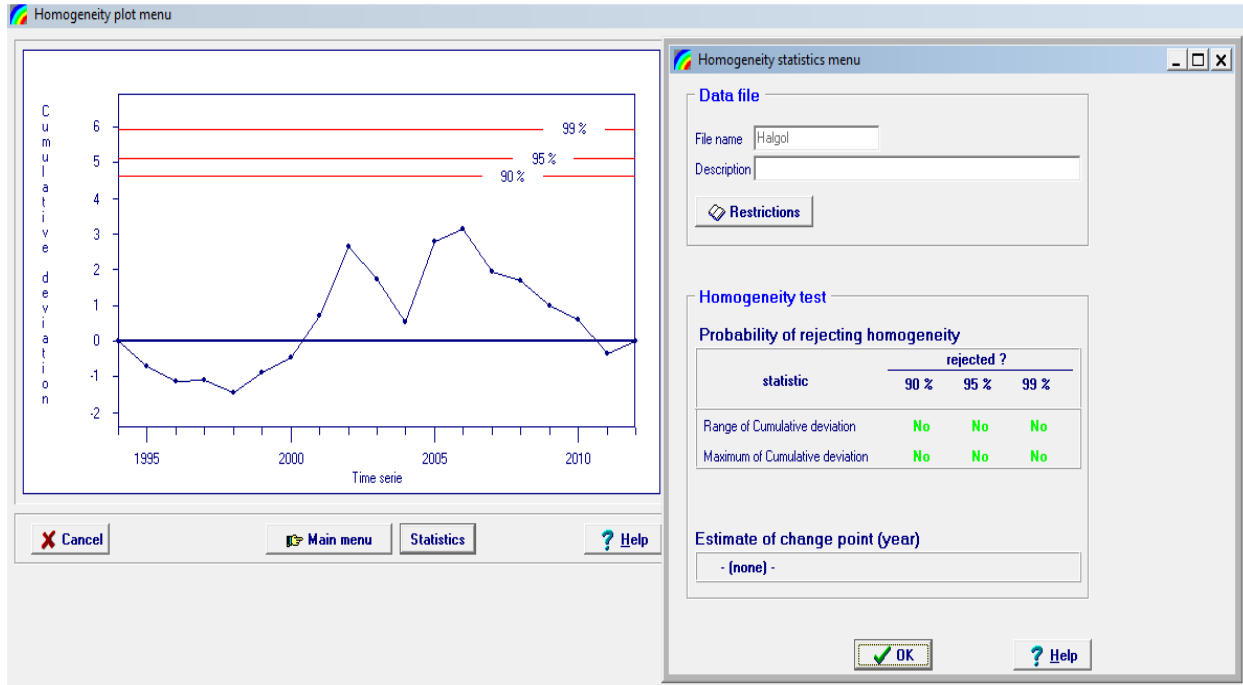 Homogeneity plot menu
Cumulative deviation
6
5
4
3
2
1
0
-1
-2
99 %
95 %
90 %
1995
2000
2005
2010
Time serie
Cancel
Main menu
Statistics
? Help
Homogeneity statistics menu
Data file
File name Halgol
Description
Restrictions
Homogeneity test
Probability of rejecting homogeneity
rejected ?
statistic 90 % 95 % 99 %
Range of Cumulative deviation No No No
Maximum of Cumulative deviation No No No
Estimate of change point (year)
- (none) -
OK
? Help